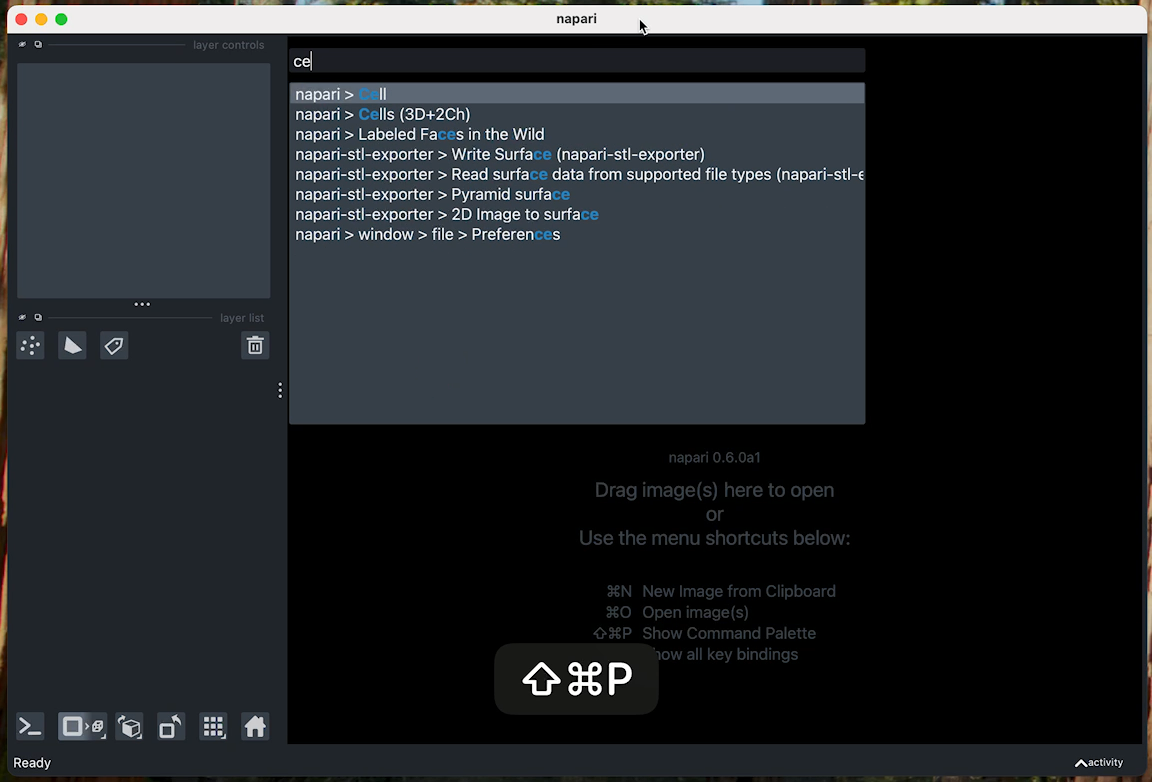 napari
layer controls
ce
napari > Cell
napari > Cells (3D+2Ch)
napari > Labeled Faces in the Wild
napari-stl-exporter > Write Surface (napari-stl-exporter)
napari-stl-exporter > Read surface data from supported file types (napari-stl-e
napari-stl-exporter > Pyramid surface
napari-stl-exporter > 2D Image to surface
napari > window > file > Preferences
layer list
napari 0.6.0a1
Drag image(s) here to open
or
Use the menu shortcuts below:
⌘N New Image from Clipboard
⌘O Open image(s)
⇧⌘P Show Command Palette
how all key bindings
⇧⌘P
Ready
activity